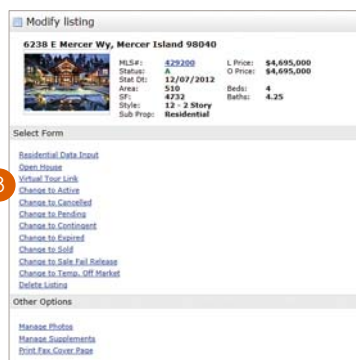 Modify listing
6238 E Mercer Wy, Mercer Island 98040
MLS#: 429200 L Price: $4,695,000
Status: A O Price: $4,695,000
Stat Dt: 12/07/2012
Area: 510 Beds: 4
SF: 4732 Baths: 4.25
Style: 12 - 2 Story
Sub Prop: Residential
Select Form
Residential Data Input
Open House
3
Virtual Tour Link
Change to Active
Change to Cancelled
Change to Pending
Change to Contingent
Change to Expired
Change to Sold
Change to Sale Fail Release
Change to Temp. Off Market
Delete Listing
Other Options
Manage Photos
Manage Supplements
Print Fax Cover Page